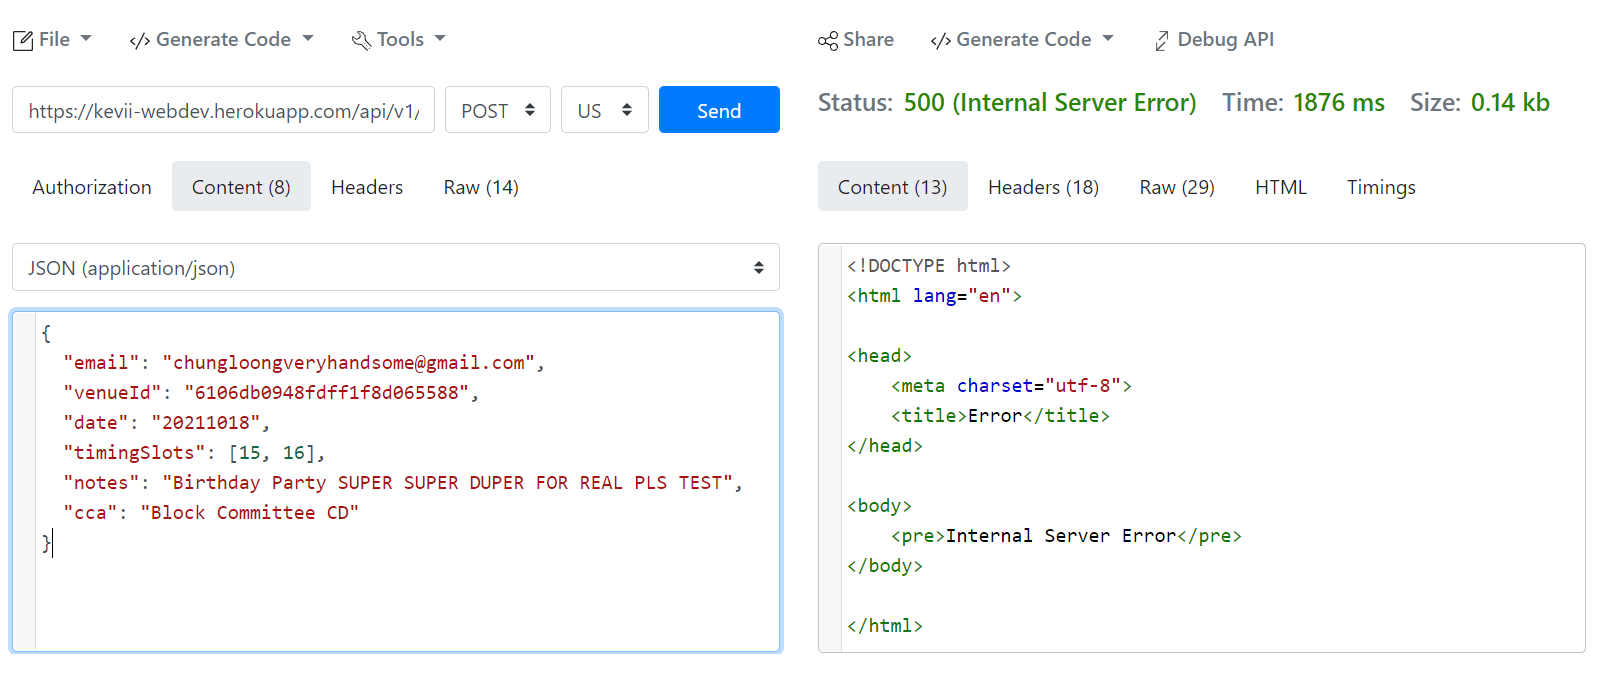 File
</> Generate Code
Tools
https://kevii-webdev.herokuapp.com/api/v1/
POST
US
Send
Authorization
Content (8)
Headers
Raw (14)
JSON (application/json)
{
"email": "chungloongveryhandsome@gmail.com",
"venueId": "6106db0948fdff1f8d065588",
"date": "20211018",
"timingSlots": [15, 16],
"notes": "Birthday Party SUPER SUPER DUPER FOR REAL PLS TEST",
"cca": "Block Committee CD"
}
Share
</> Generate Code
Debug API
Status: 500 (Internal Server Error) Time: 1876 ms Size: 0.14 kb
Content (13)
Headers (18)
Raw (29)
HTML
Timings
<!DOCTYPE html>
<html lang="en">
<head>
<meta charset="utf-8">
<title>Error</title>
</head>
<body>
<pre>Internal Server Error</pre>
</body>
</html>